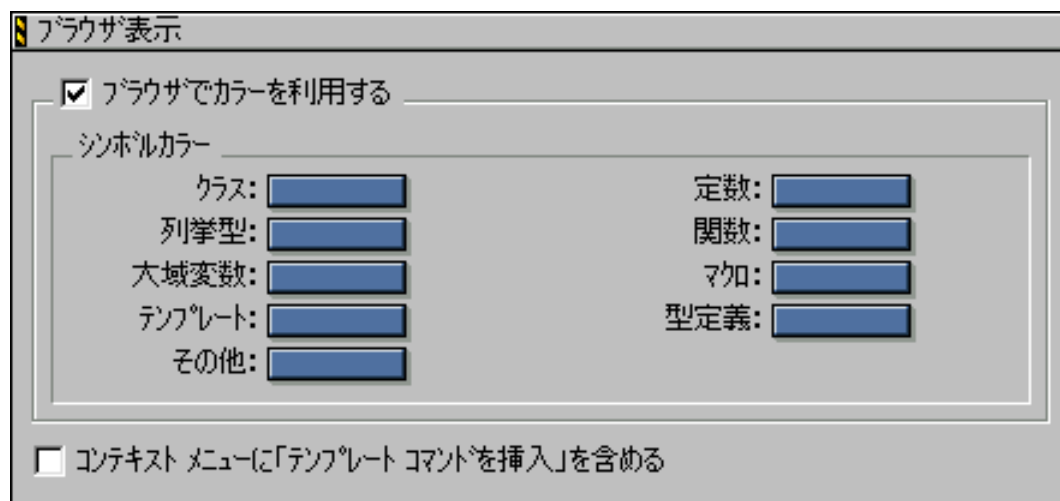 ﾌﾞﾗｳｻﾞ表示
ﾌﾞﾗｳｻﾞでｶﾗｰを利用する
ｼﾝﾎﾞﾙｶﾗｰ
ｸﾗｽ:
定数:
列挙型:
関数:
大域変数:
ﾏｸﾛ:
ﾃﾝﾌﾟﾚｰﾄ:
型定義:
その他:
ｺﾝﾃｷｽﾄ ﾒﾆｭｰに｢ﾃﾝﾌﾟﾚｰﾄ ｺﾏﾝﾄﾞを挿入｣を含める